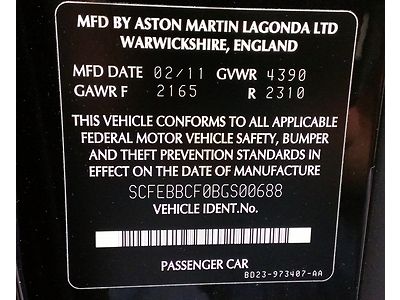 MFD BY ASTON MARTIN LAGONDA LTD
WARWICKSHIRE, ENGLAND
MFD DATE 02/11 GVWR 4390
GAWR F 2165 R 2310
THIS VEHICLE CONFORMS TO ALL APPLICABLE
FEDERAL MOTOR VEHICLE SAFETY, BUMPER
AND THEFT PREVENTION STANDARDS IN
EFFECT ON THE DATE OF MANUFACTURE
SCFEBBCF0BGS00688
VEHICLE IDENT.No.
PASSENGER CAR
BD23-973407-AA